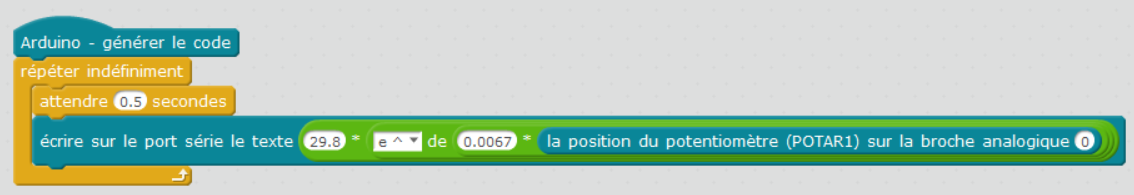 Arduino - générer le code
répéter indéfiniment
attendre 0.5 secondes
écrire sur le port série le texte 29.8 * e ^ de 0.0067 * la position du potentiomètre (POTAR1) sur la broche analogique 0